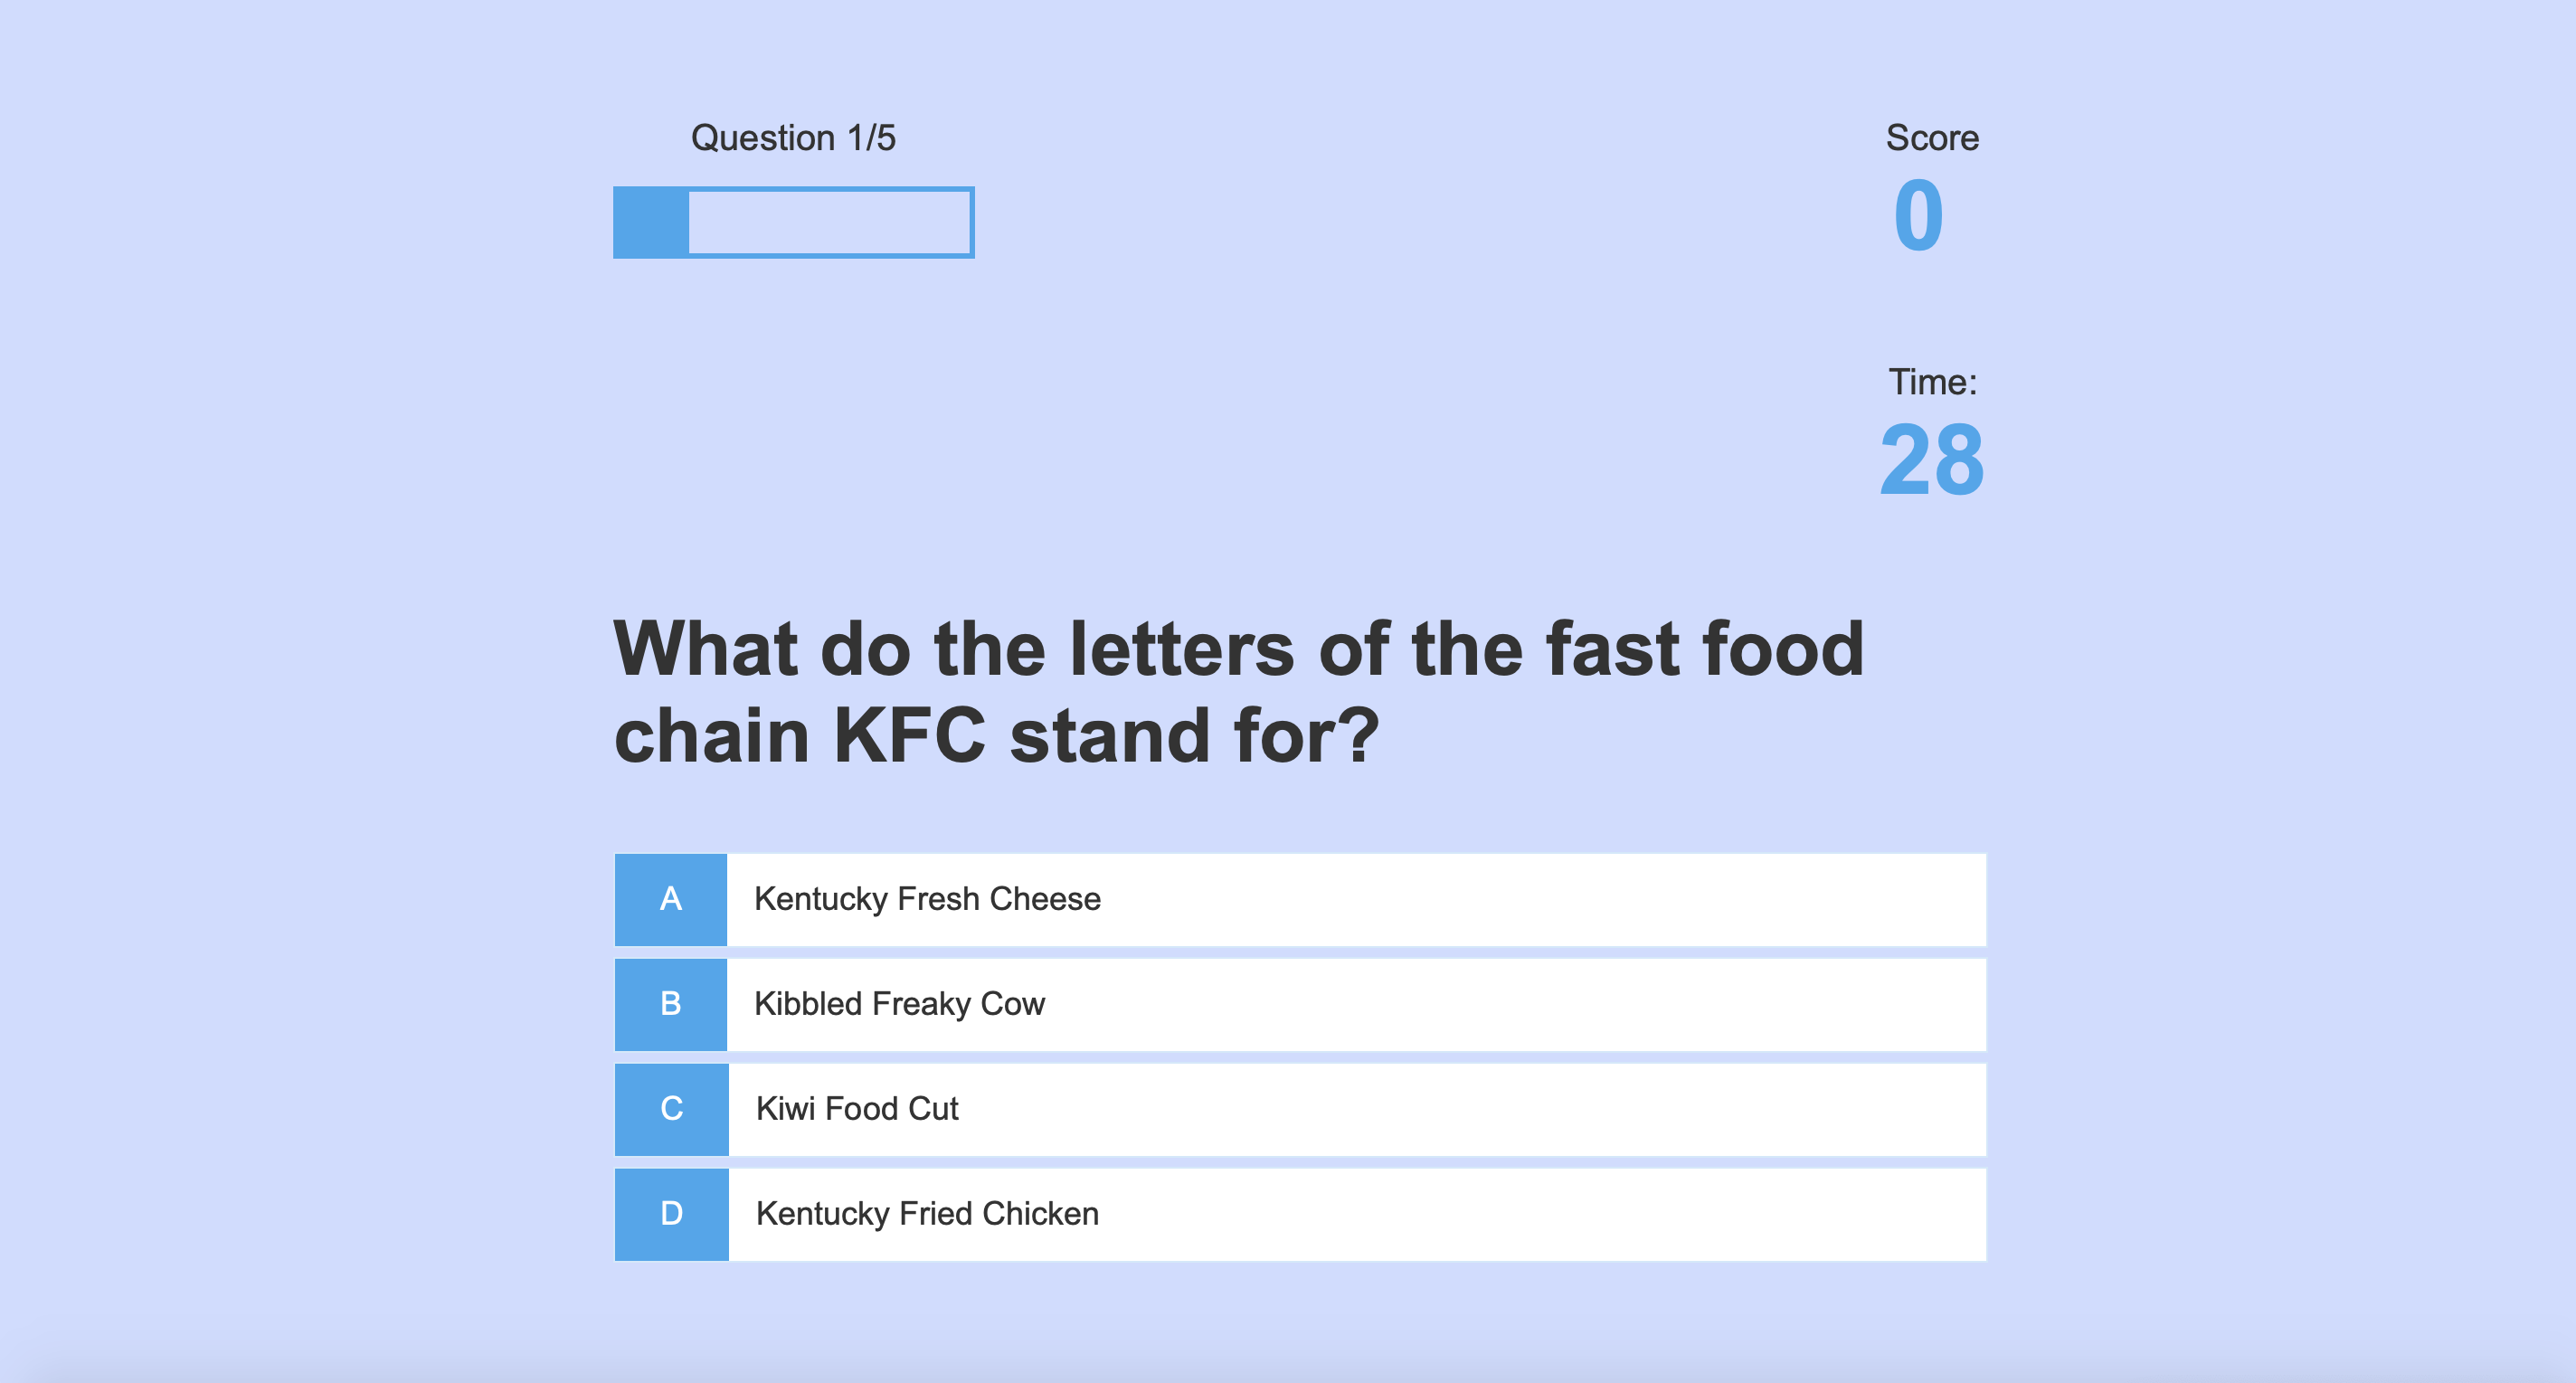 Question 1/5
Score
0
Time:
28
What do the letters of the fast food
chain KFC stand for?
A Kentucky Fresh Cheese
B Kibbled Freaky Cow
C Kiwi Food Cut
D Kentucky Fried Chicken